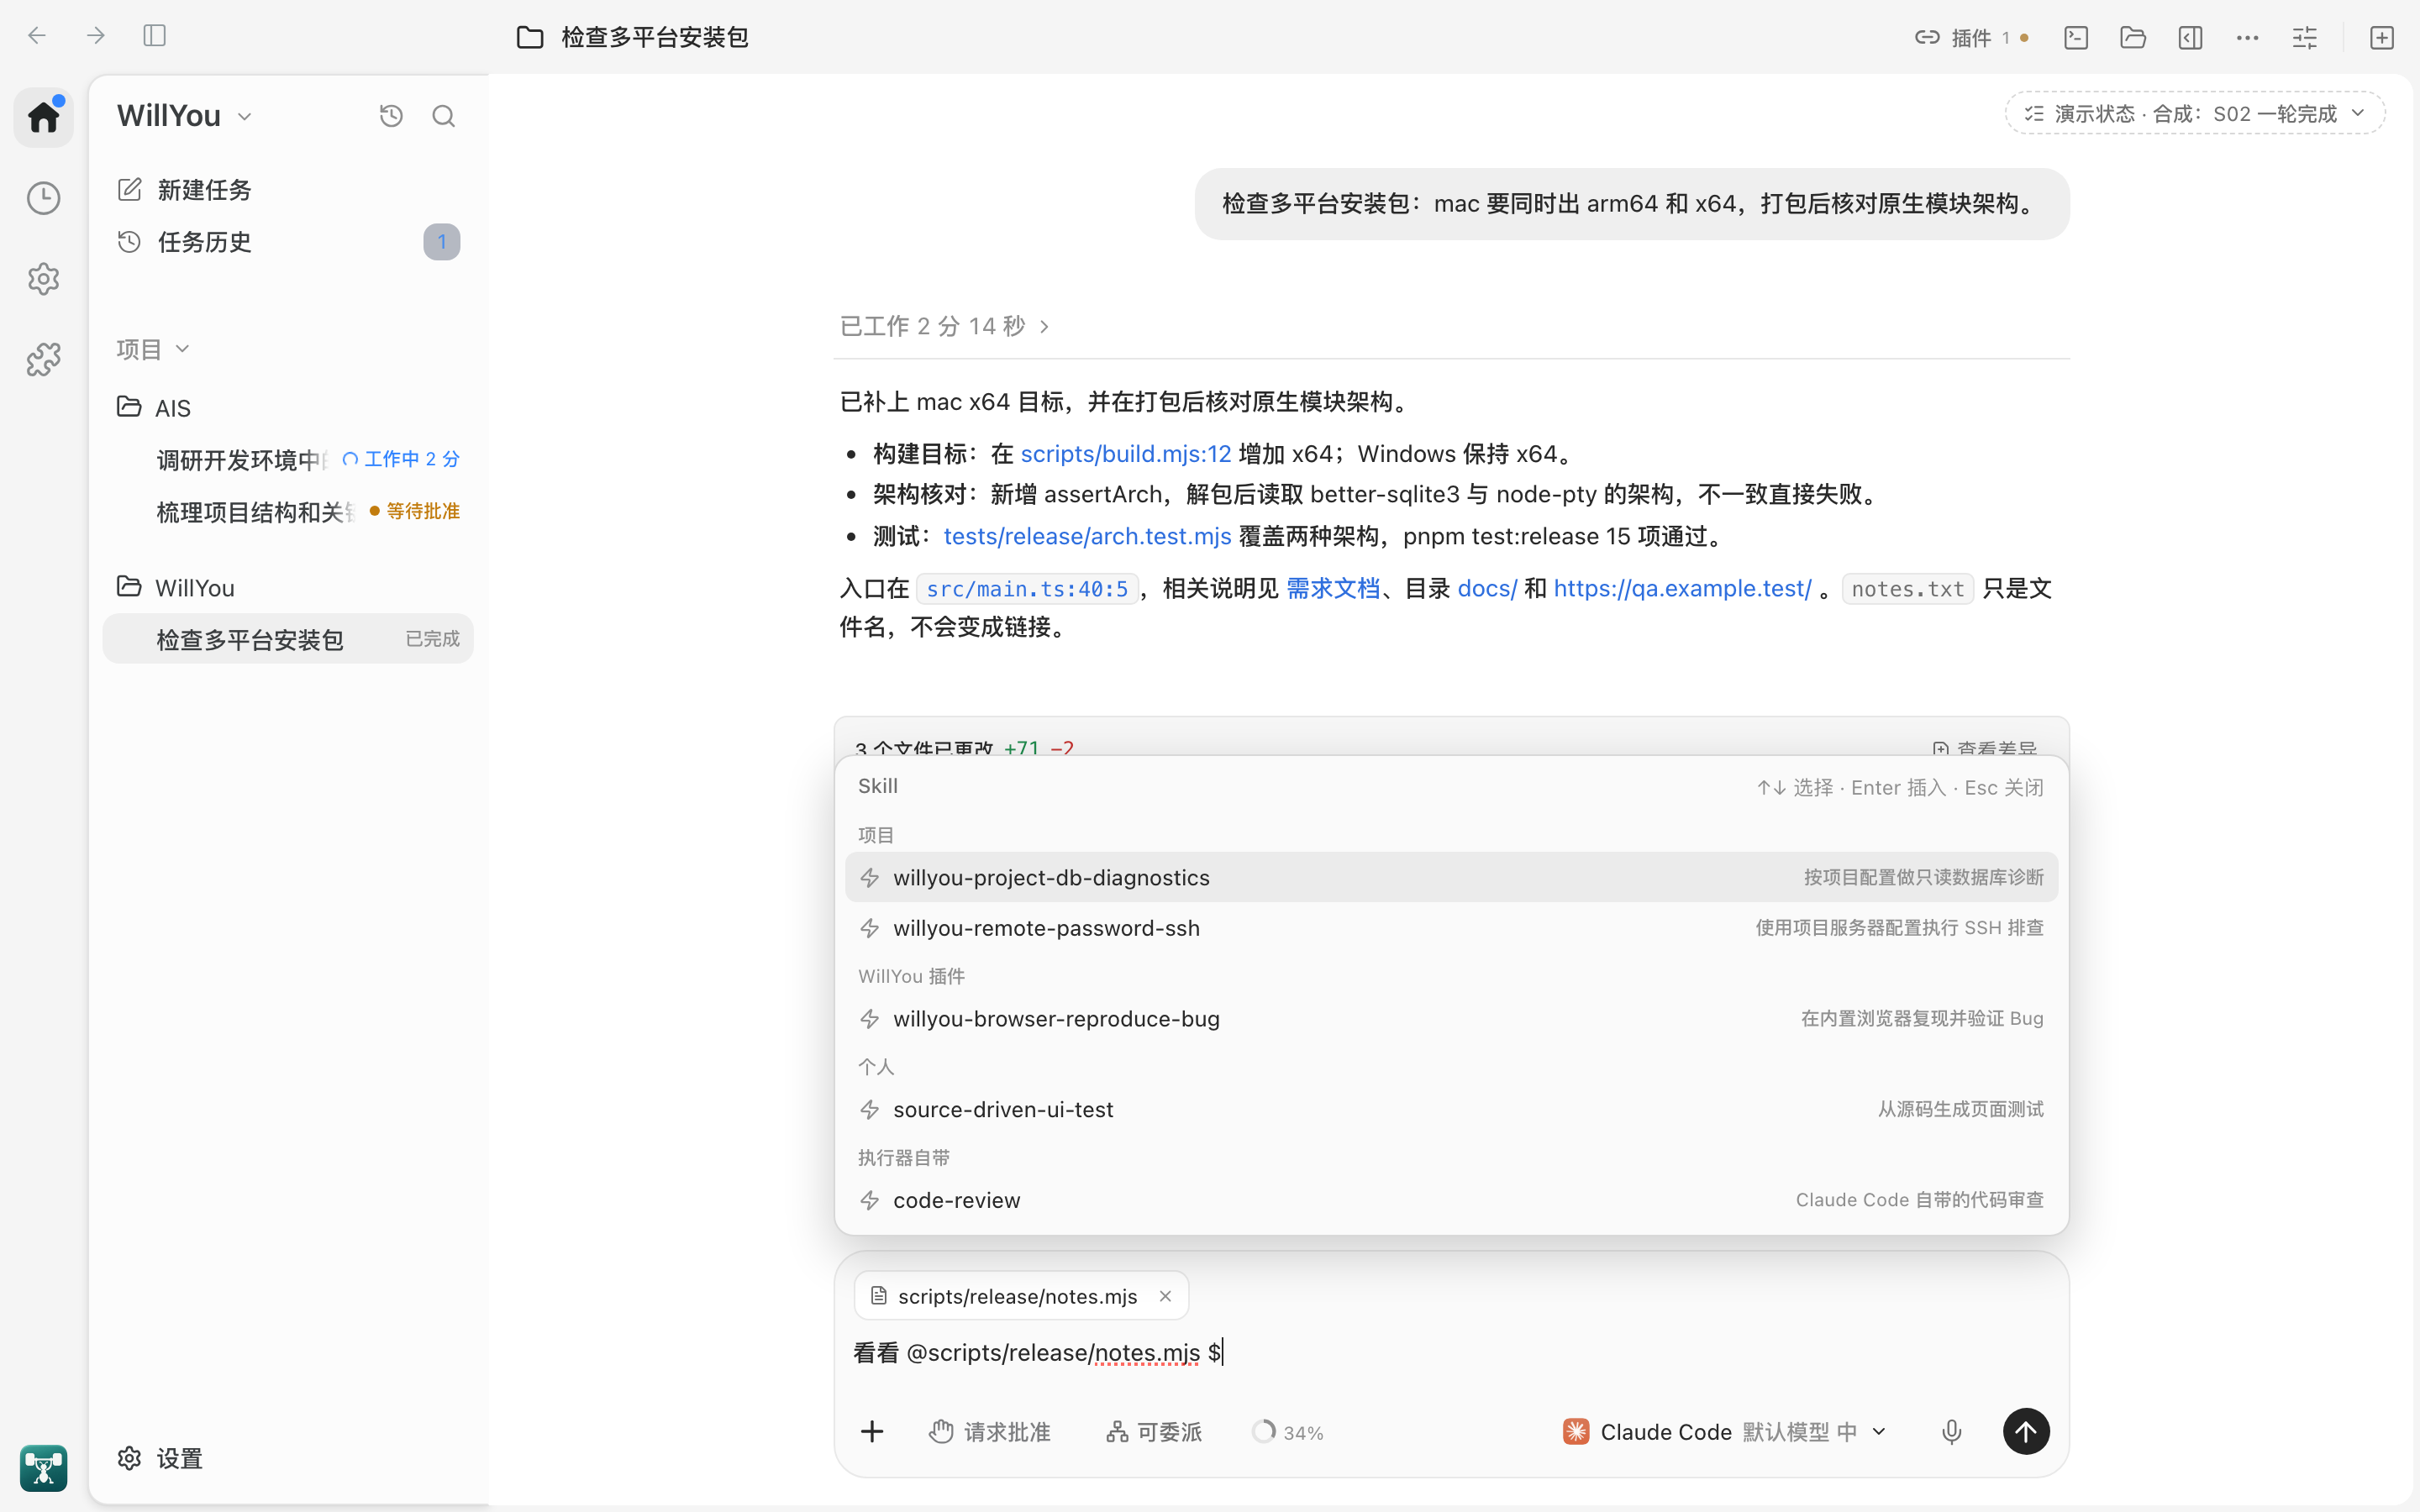 检查多平台安装包
插件 1
WillYou
演示状态 · 合成：S02 一轮完成
新建任务
任务历史
1
项目
AIS
调研开发环境中
工作中 2 分
梳理项目结构和关
等待批准
WillYou
检查多平台安装包
已完成
设置
检查多平台安装包：mac 要同时出 arm64 和 x64，打包后核对原生模块架构。
已工作 2 分 14 秒
已补上 mac x64 目标，并在打包后核对原生模块架构。
构建目标：在 scripts/build.mjs:12 增加 x64；Windows 保持 x64。
架构核对：新增 assertArch，解包后读取 better-sqlite3 与 node-pty 的架构，不一致直接失败。
测试：tests/release/arch.test.mjs 覆盖两种架构，pnpm test:release 15 项通过。
入口在 src/main.ts:40:5，相关说明见 需求文档、目录 docs/ 和 https://qa.example.test/ 。notes.txt 只是文
件名，不会变成链接。
3 个文件已更改 +71 −2
查看差异
Skill
↑↓ 选择 · Enter 插入 · Esc 关闭
项目
willyou-project-db-diagnostics
按项目配置做只读数据库诊断
willyou-remote-password-ssh
使用项目服务器配置执行 SSH 排查
WillYou 插件
willyou-browser-reproduce-bug
在内置浏览器复现并验证 Bug
个人
source-driven-ui-test
从源码生成页面测试
执行器自带
code-review
Claude Code 自带的代码审查
scripts/release/notes.mjs
看看 @scripts/release/notes.mjs $
请求批准
可委派
34%
Claude Code 默认模型 中